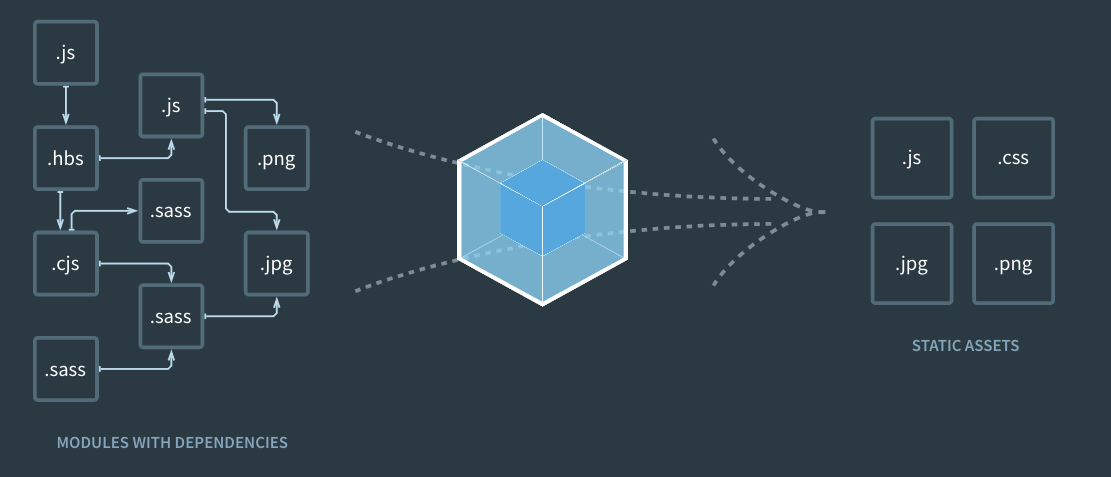 .js
.js
.hbs
.png
.sass
.cjs
.jpg
.sass
.sass
MODULES WITH DEPENDENCIES
.js
.css
.jpg
.png
STATIC ASSETS